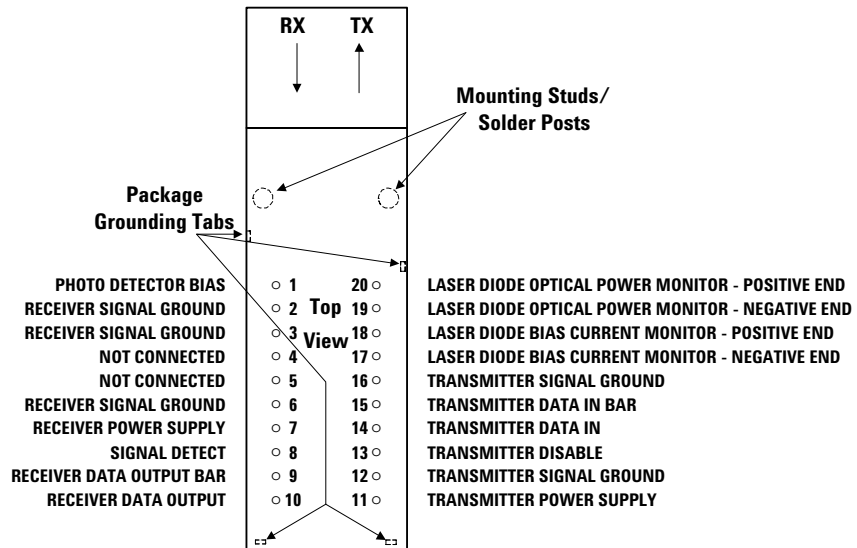 RX TX
Mounting Studs/
Solder Posts
Package
Grounding Tabs
PHOTO DETECTOR BIAS 1 20 LASER DIODE OPTICAL POWER MONITOR - POSITIVE END
RECEIVER SIGNAL GROUND 2 Top 19 LASER DIODE OPTICAL POWER MONITOR - NEGATIVE END
RECEIVER SIGNAL GROUND 3 View 18 LASER DIODE BIAS CURRENT MONITOR - POSITIVE END
NOT CONNECTED 4 17 LASER DIODE BIAS CURRENT MONITOR - NEGATIVE END
NOT CONNECTED 5 16 TRANSMITTER SIGNAL GROUND
RECEIVER SIGNAL GROUND 6 15 TRANSMITTER DATA IN BAR
RECEIVER POWER SUPPLY 7 14 TRANSMITTER DATA IN
SIGNAL DETECT 8 13 TRANSMITTER DISABLE
RECEIVER DATA OUTPUT BAR 9 12 TRANSMITTER SIGNAL GROUND
RECEIVER DATA OUTPUT 10 11 TRANSMITTER POWER SUPPLY